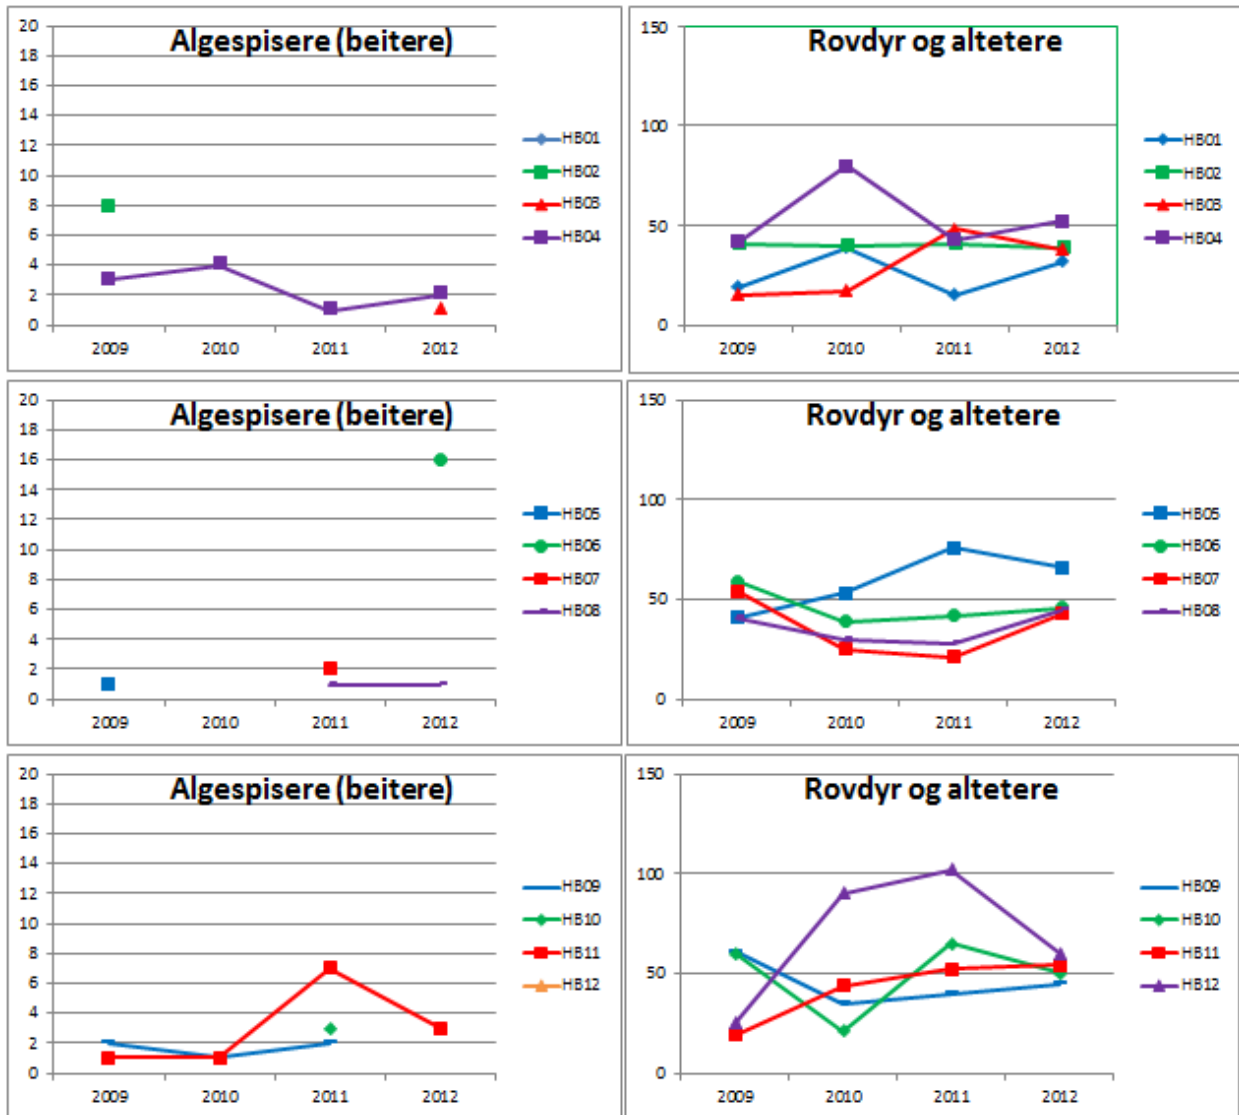 Algespisere (beitere)
20
18
16
14
12
10
8
6
4
2
0
2009 2010 2011 2012
HB01
HB02
HB03
HB04
Rovdyr og altetere
150
100
50
0
2009 2010 2011 2012
HB01
HB02
HB03
HB04
Algespisere (beitere)
20
18
16
14
12
10
8
6
4
2
0
2009 2010 2011 2012
HB05
HB06
HB07
HB08
Rovdyr og altetere
150
100
50
0
2009 2010 2011 2012
HB05
HB06
HB07
HB08
Algespisere (beitere)
20
18
16
14
12
10
8
6
4
2
0
2009 2010 2011 2012
HB09
HB10
HB11
HB12
Rovdyr og altetere
150
100
50
0
2009 2010 2011 2012
HB09
HB10
HB11
HB12